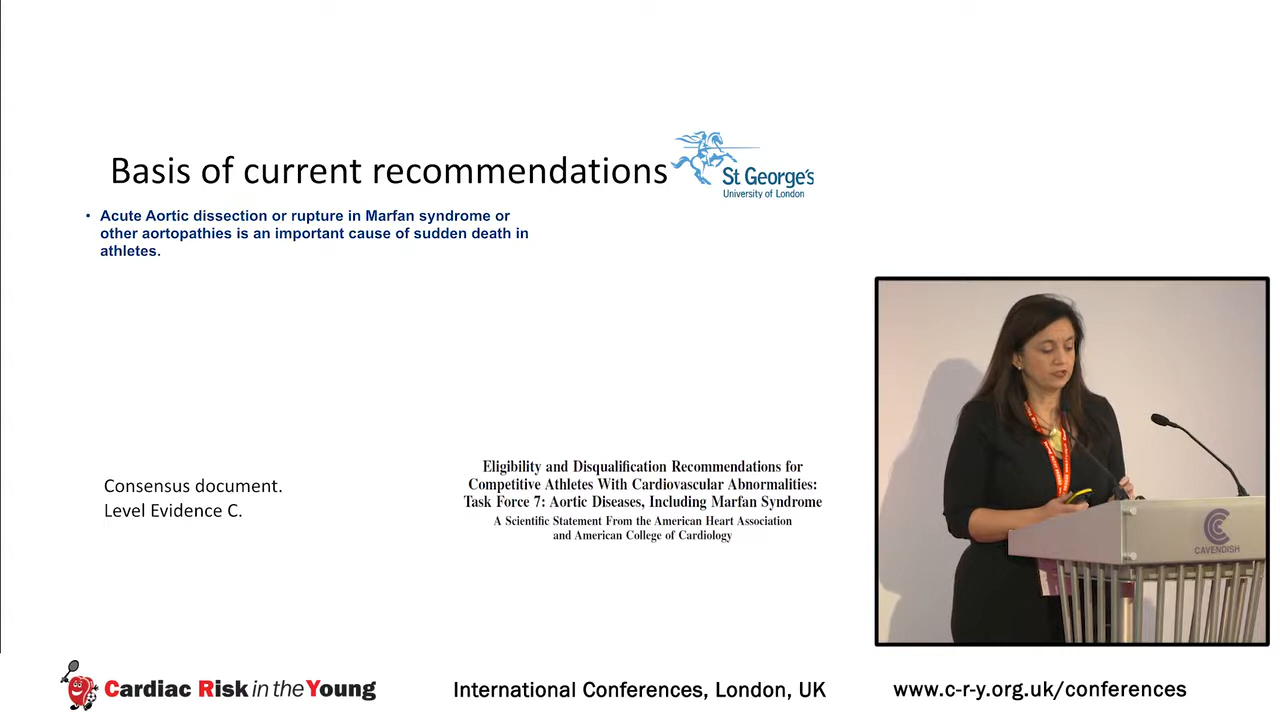 Basis of current recommendations
St George's
University of London
• Acute Aortic dissection or rupture in Marfan syndrome or
other aortopathies is an important cause of sudden death in
athletes.
Consensus document.
Level Evidence C.
Eligibility and Disqualification Recommendations for
Competitive Athletes With Cardiovascular Abnormalities:
Task Force 7: Aortic Diseases, Including Marfan Syndrome
A Scientific Statement From the American Heart Association
and American College of Cardiology
CAVENDISH
Cardiac Risk in the Young
International Conferences, London, UK
www.c-r-y.org.uk/conferences